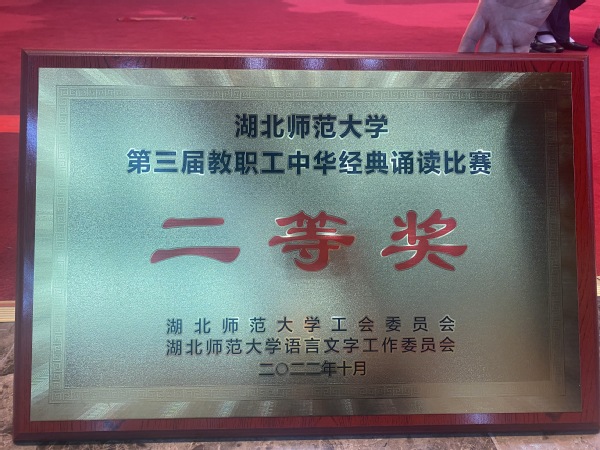 湖北师范大学
第三届教职工中华经典诵读比赛
二等奖
湖北师范大学工会委员会
湖北师范大学语言文字工作委员会
二〇二二年十月